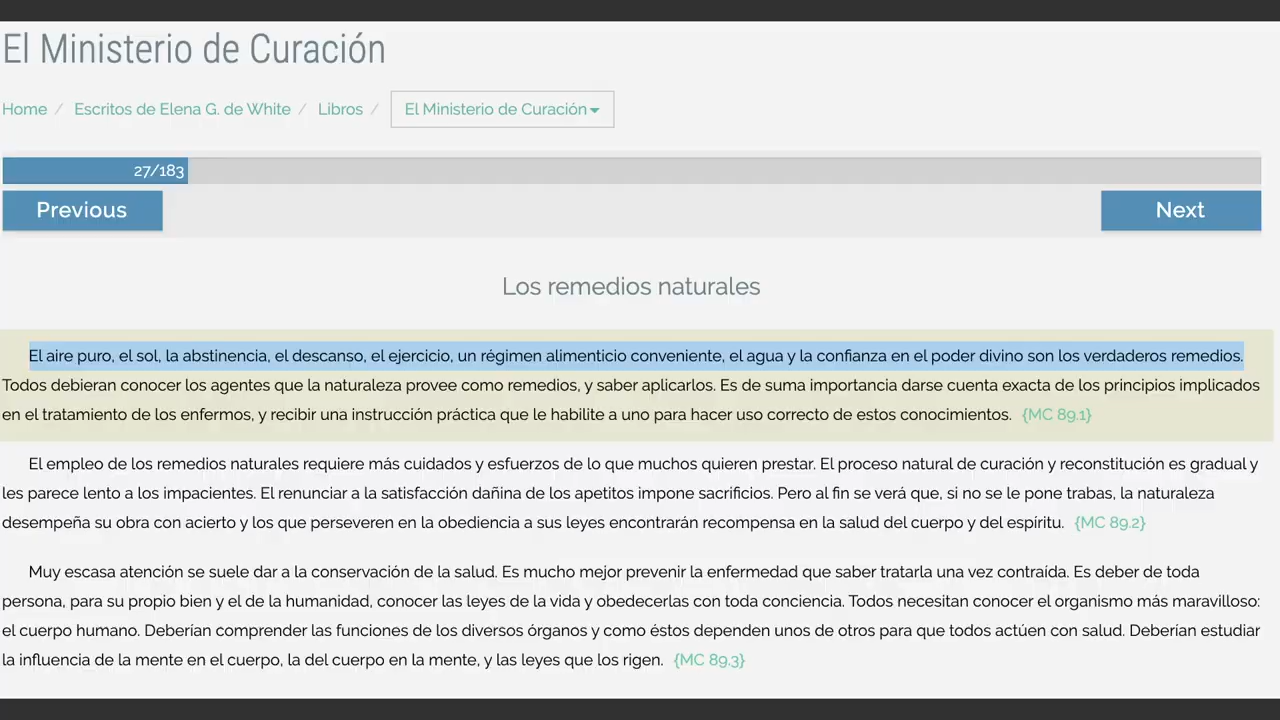 El Ministerio de Curación
Home / Escritos de Elena G. de White / Libros / El Ministerio de Curación
27/183
Previous
Next
Los remedios naturales
El aire puro, el sol, la abstinencia, el descanso, el ejercicio, un régimen alimenticio conveniente, el agua y la confianza en el poder divino son los verdaderos remedios.
Todos debieran conocer los agentes que la naturaleza provee como remedios, y saber aplicarlos. Es de suma importancia darse cuenta exacta de los principios implicados
en el tratamiento de los enfermos, y recibir una instrucción práctica que le habilite a uno para hacer uso correcto de estos conocimientos. {MC 89.1}
El empleo de los remedios naturales requiere más cuidados y esfuerzos de lo que muchos quieren prestar. El proceso natural de curación y reconstitución es gradual y
les parece lento a los impacientes. El renunciar a la satisfacción dañina de los apetitos impone sacrificios. Pero al fin se verá que, si no se le pone trabas, la naturaleza
desempeña su obra con acierto y los que perseveren en la obediencia a sus leyes encontrarán recompensa en la salud del cuerpo y del espíritu. {MC 89.2}
Muy escasa atención se suele dar a la conservación de la salud. Es mucho mejor prevenir la enfermedad que saber tratarla una vez contraída. Es deber de toda
persona, para su propio bien y el de la humanidad, conocer las leyes de la vida y obedecerlas con toda conciencia. Todos necesitan conocer el organismo más maravilloso:
el cuerpo humano. Deberían comprender las funciones de los diversos órganos y como éstos dependen unos de otros para que todos actúen con salud. Deberían estudiar
la influencia de la mente en el cuerpo, la del cuerpo en la mente, y las leyes que los rigen. {MC 89.3}